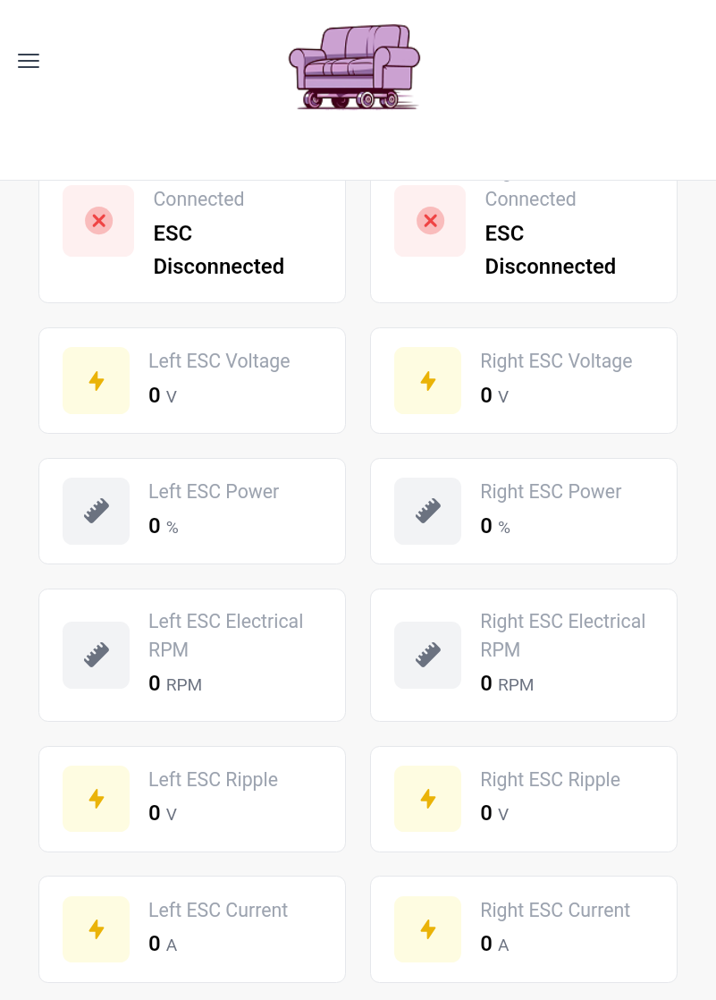 Connected
ESC
Disconnected
Connected
ESC
Disconnected
Left ESC Voltage
0 V
Right ESC Voltage
0 V
Left ESC Power
0 %
Right ESC Power
0 %
Left ESC Electrical
RPM
0 RPM
Right ESC Electrical
RPM
0 RPM
Left ESC Ripple
0 V
Right ESC Ripple
0 V
Left ESC Current
0 A
Right ESC Current
0 A